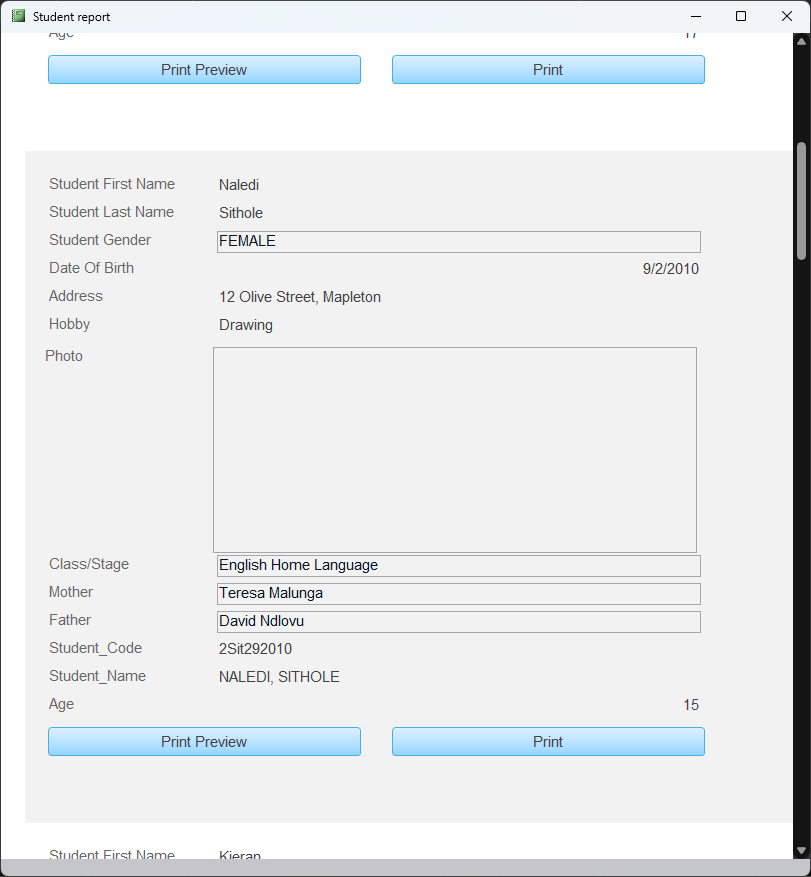 Student report
Age 17
Print Preview Print
Student First Name Naledi
Student Last Name Sithole
Student Gender FEMALE
Date Of Birth 9/2/2010
Address 12 Olive Street, Mapleton
Hobby Drawing
Photo
Class/Stage English Home Language
Mother Teresa Malunga
Father David Ndlovu
Student_Code 2Sit292010
Student_Name NALEDI, SITHOLE
Age 15
Print Preview Print
Student First Name Kieran